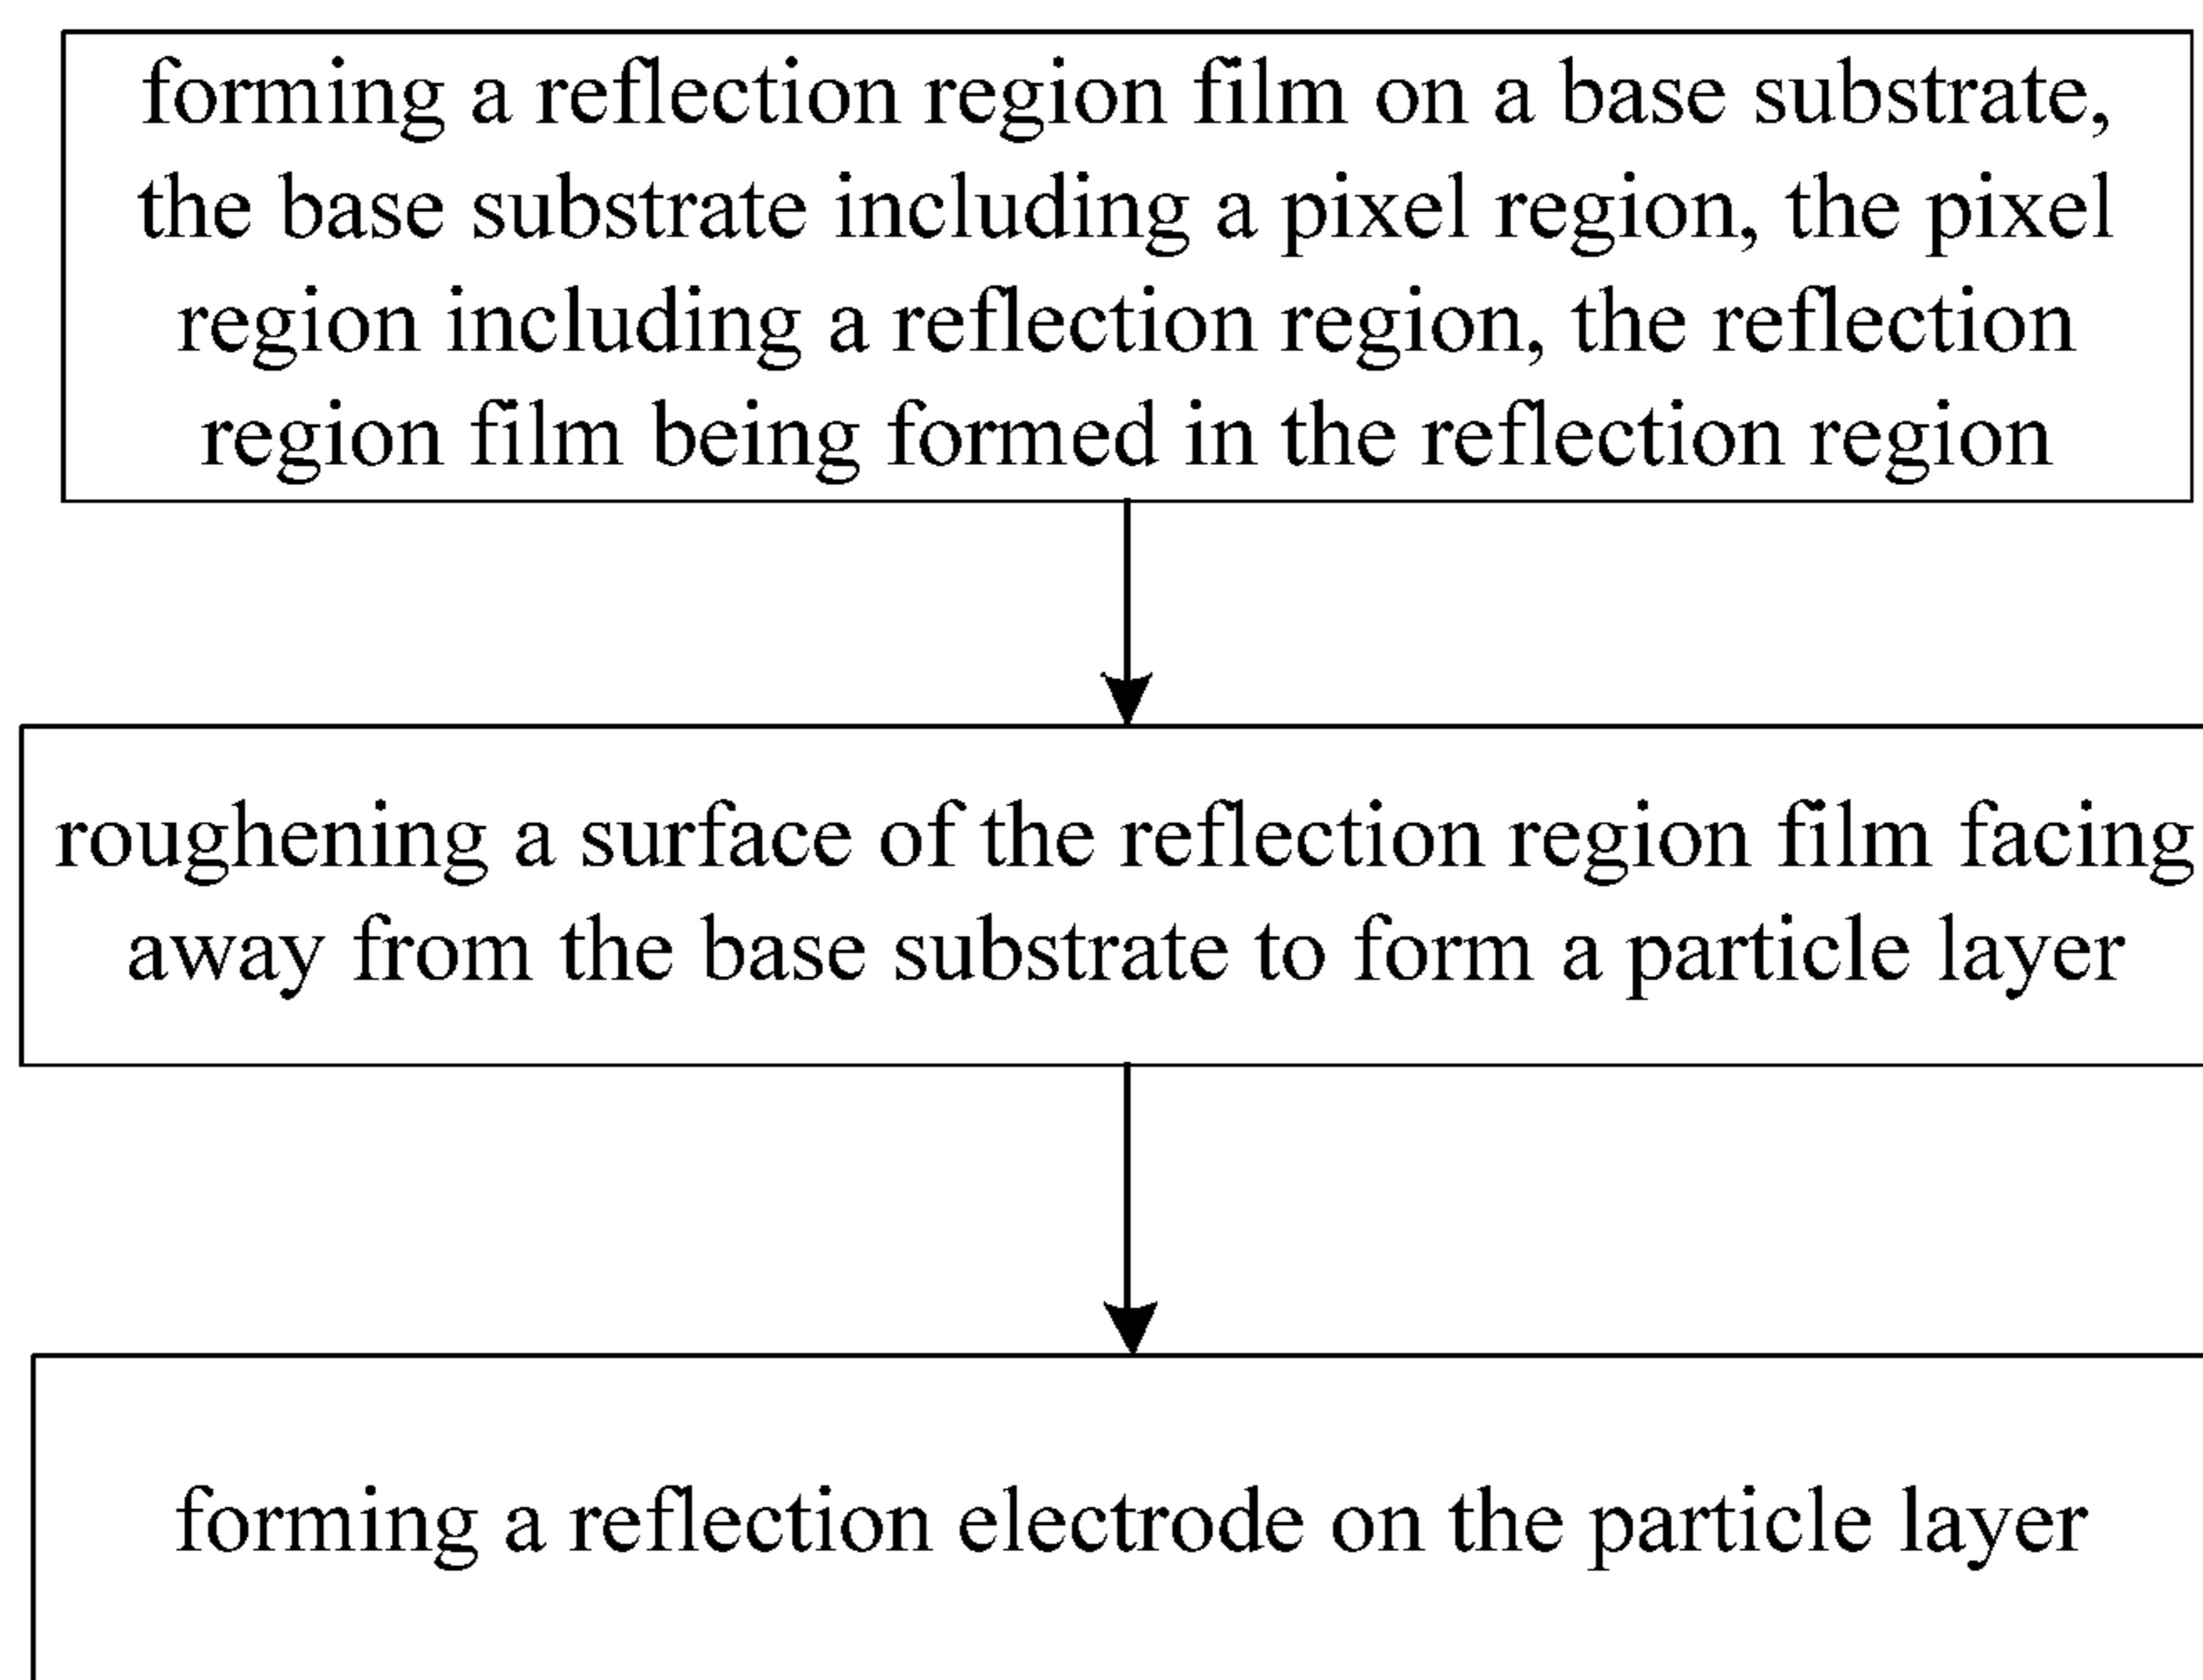 forming a reflection region film on a base substrate,
the base substrate including a pixel region, the pixel
region including a reflection region, the reflection
region film being formed in the reflection region
roughening a surface of the reflection region film facing
away from the base substrate to form a particle layer
forming a reflection electrode on the particle layer